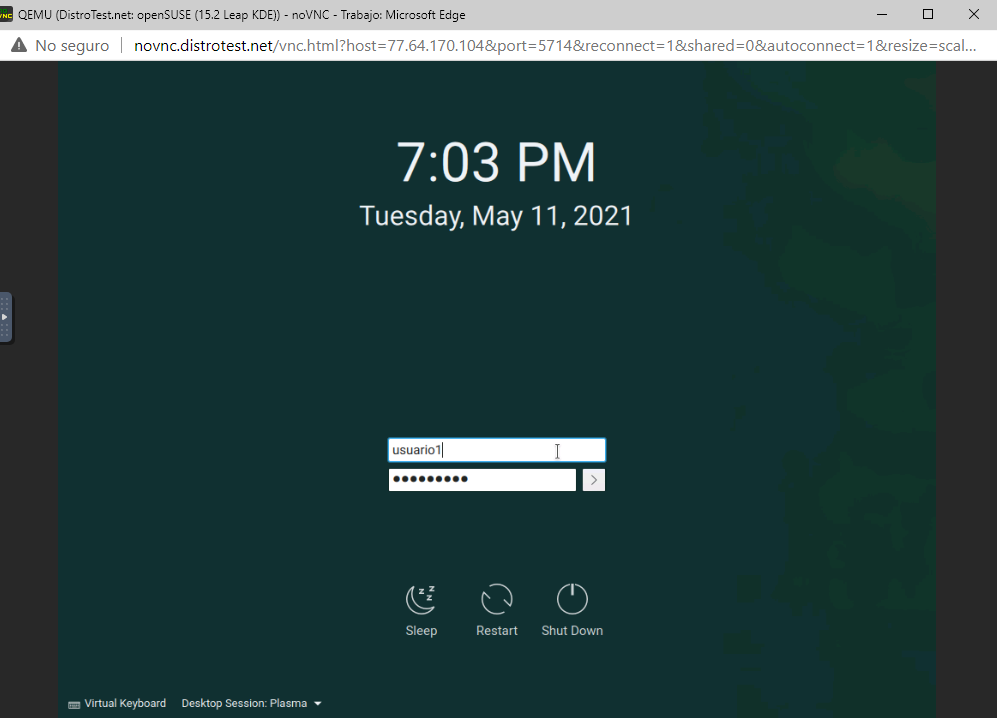 VNC QEMU (DistroTest.net: openSUSE (15.2 Leap KDE)) - noVNC - Trabajo: Microsoft Edge
No seguro novnc.distrotest.net/vnc.html?host=77.64.170.104&port=5714&reconnect=1&shared=0&autoconnect=1&resize=scal...
7:03 PM
Tuesday, May 11, 2021
usuario1
•••••••••
Sleep Restart Shut Down
Virtual Keyboard Desktop Session: Plasma